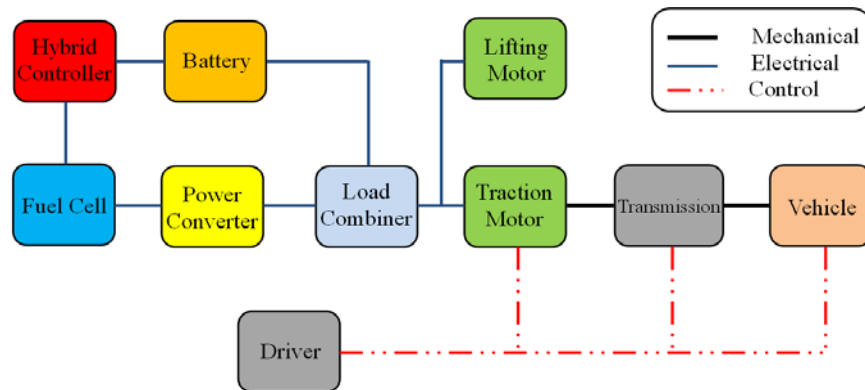 Hybrid
Controller
Battery
Lifting
Motor
Mechanical
Electrical
Control
Fuel Cell
Power
Converter
Load
Combiner
Traction
Motor
Transmission
Vehicle
Driver